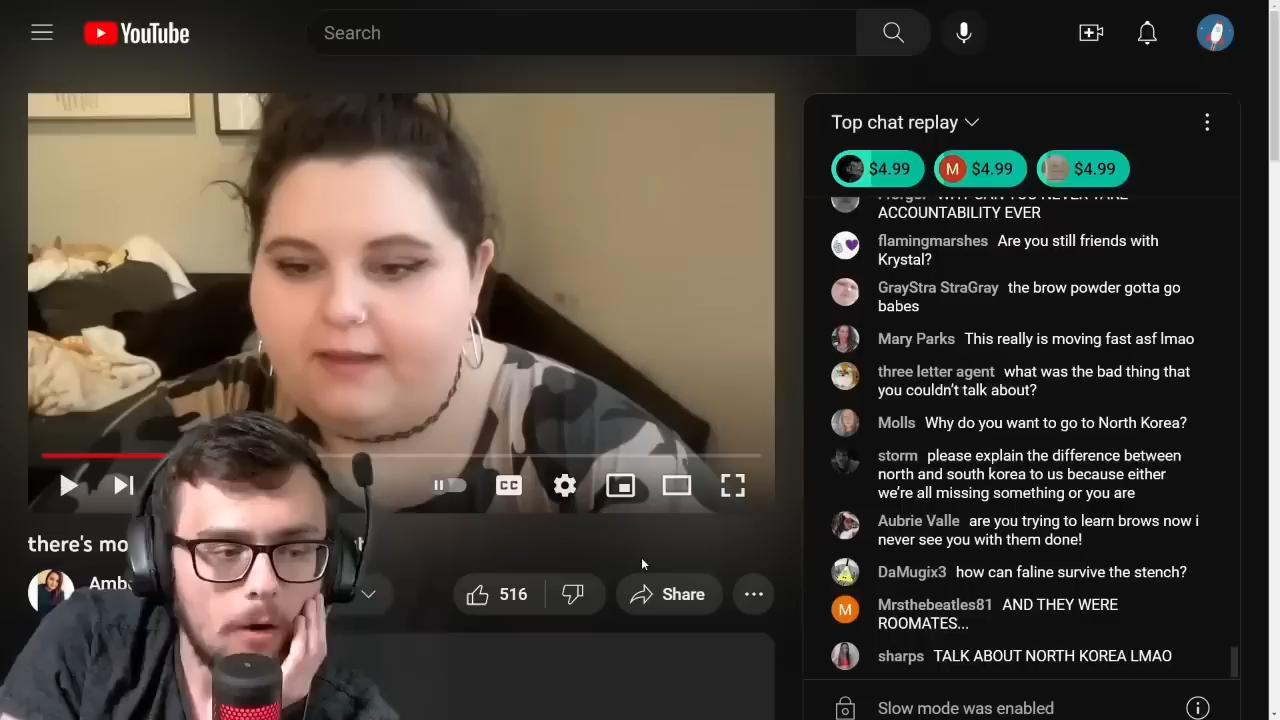 YouTube
Search
Top chat replay
$4.99
M $4.99
$4.99
ACCOUNTABILITY EVER
flamingmarshes Are you still friends with
Krystal?
GrayStra StraGray the brow powder gotta go
babes
Mary Parks This really is moving fast asf lmao
three letter agent what was the bad thing that
you couldn't talk about?
Molls Why do you want to go to North Korea?
storm please explain the difference between
north and south korea to us because either
we're all missing something or you are
Aubrie Valle are you trying to learn brows now i
never see you with them done!
DaMugix3 how can faline survive the stench?
M Mrsthebeatles81 AND THEY WERE
ROOMATES...
sharps TALK ABOUT NORTH KOREA LMAO
Slow mode was enabled
CC
there's mo
Amb
516
Share